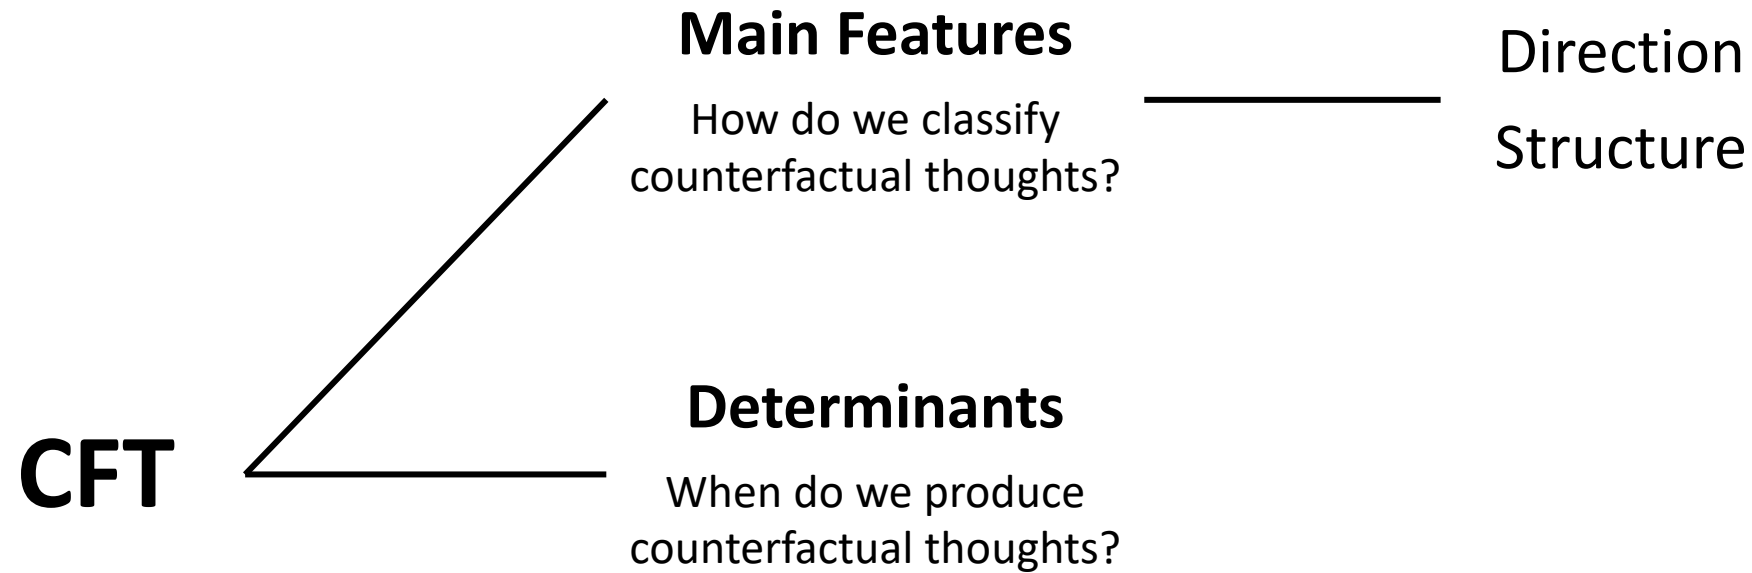 Main Features
How do we classify
counterfactual thoughts?
Direction
Structure
CFT
Determinants
When do we produce
counterfactual thoughts?